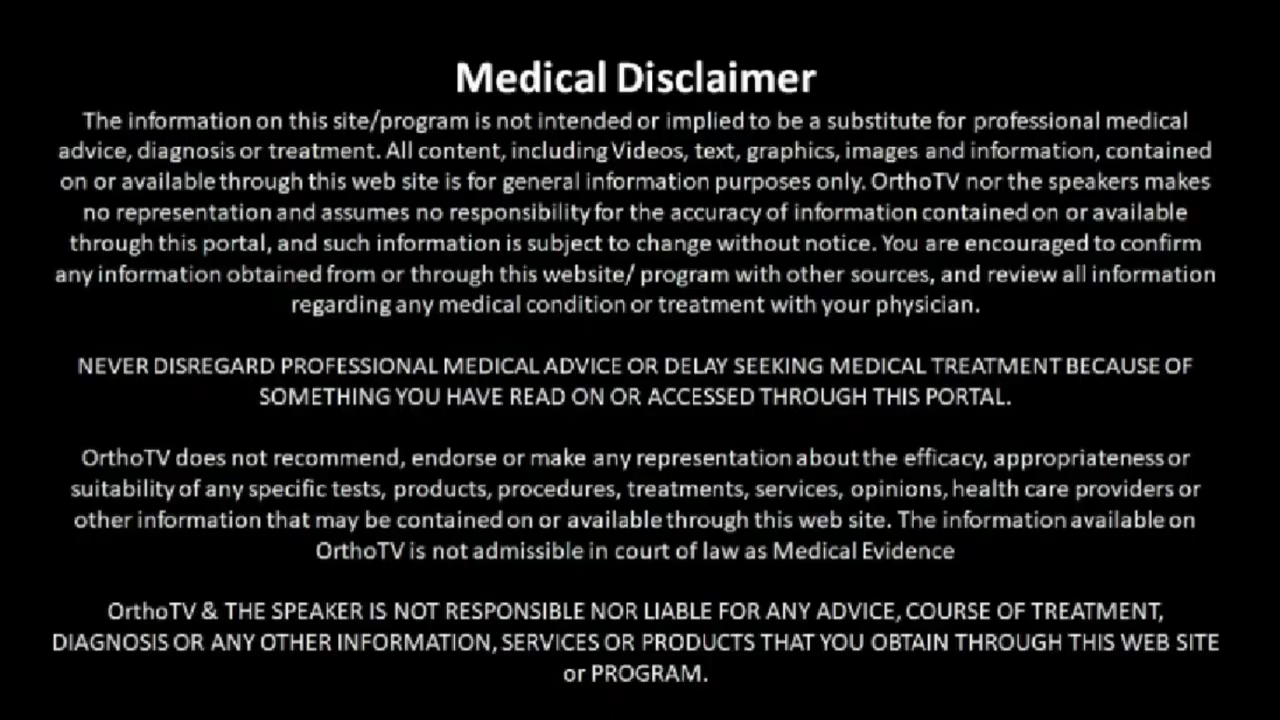 Medical Disclaimer
The information on this site/program is not intended or implied to be a substitute for professional medical
advice, diagnosis or treatment. All content, including Videos, text, graphics, images and information, contained
on or available through this web site is for general information purposes only. OrthoTV nor the speakers makes
no representation and assumes no responsibility for the accuracy of information contained on or available
through this portal, and such information is subject to change without notice. You are encouraged to confirm
any information obtained from or through this website/ program with other sources, and review all information
regarding any medical condition or treatment with your physician.
NEVER DISREGARD PROFESSIONAL MEDICAL ADVICE OR DELAY SEEKING MEDICAL TREATMENT BECAUSE OF
SOMETHING YOU HAVE READ ON OR ACCESSED THROUGH THIS PORTAL.
OrthoTV does not recommend, endorse or make any representation about the efficacy, appropriateness or
suitability of any specific tests, products, procedures, treatments, services, opinions, health care providers or
other information that may be contained on or available through this web site. The information available on
OrthoTV is not admissible in court of law as Medical Evidence
OrthoTV & THE SPEAKER IS NOT RESPONSIBLE NOR LIABLE FOR ANY ADVICE, COURSE OF TREATMENT,
DIAGNOSIS OR ANY OTHER INFORMATION, SERVICES OR PRODUCTS THAT YOU OBTAIN THROUGH THIS WEB SITE
or PROGRAM.